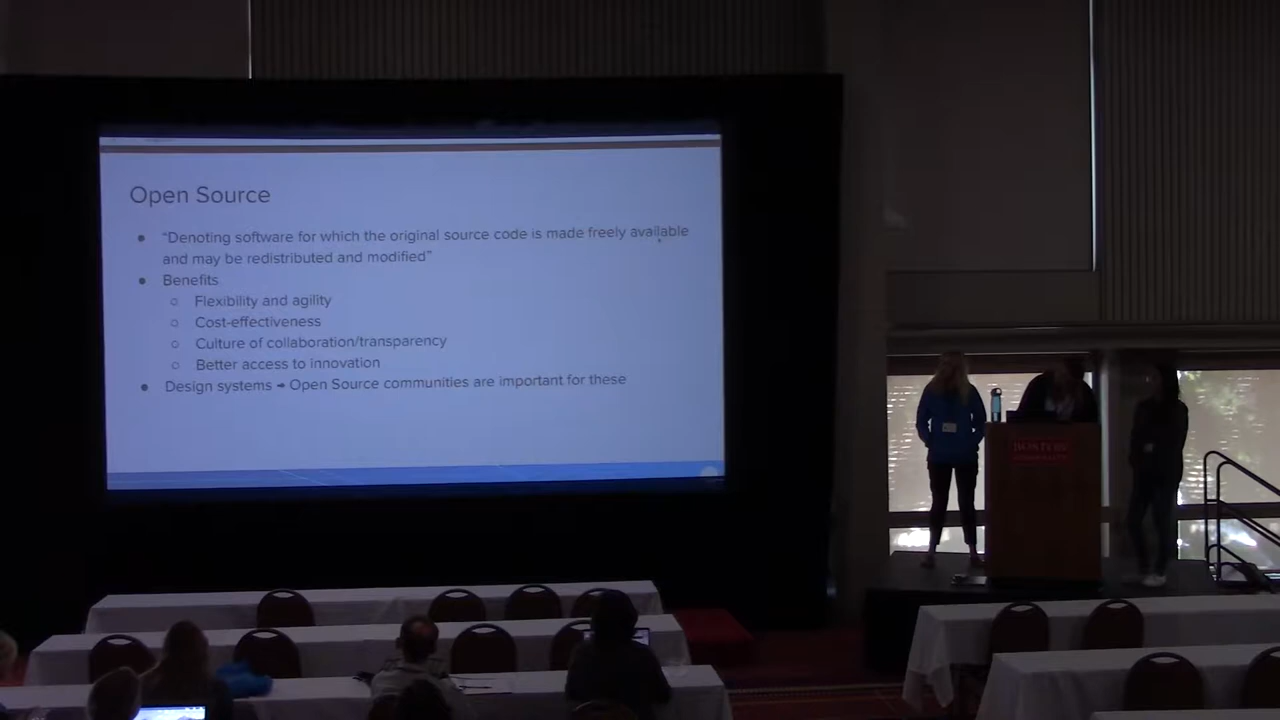 Open Source
“Denoting software for which the original source code is made freely available
and may be redistributed and modified”
Benefits
Flexibility and agility
Cost-effectiveness
Culture of collaboration/transparency
Better access to innovation
Design systems → Open Source communities are important for these
BOSTON